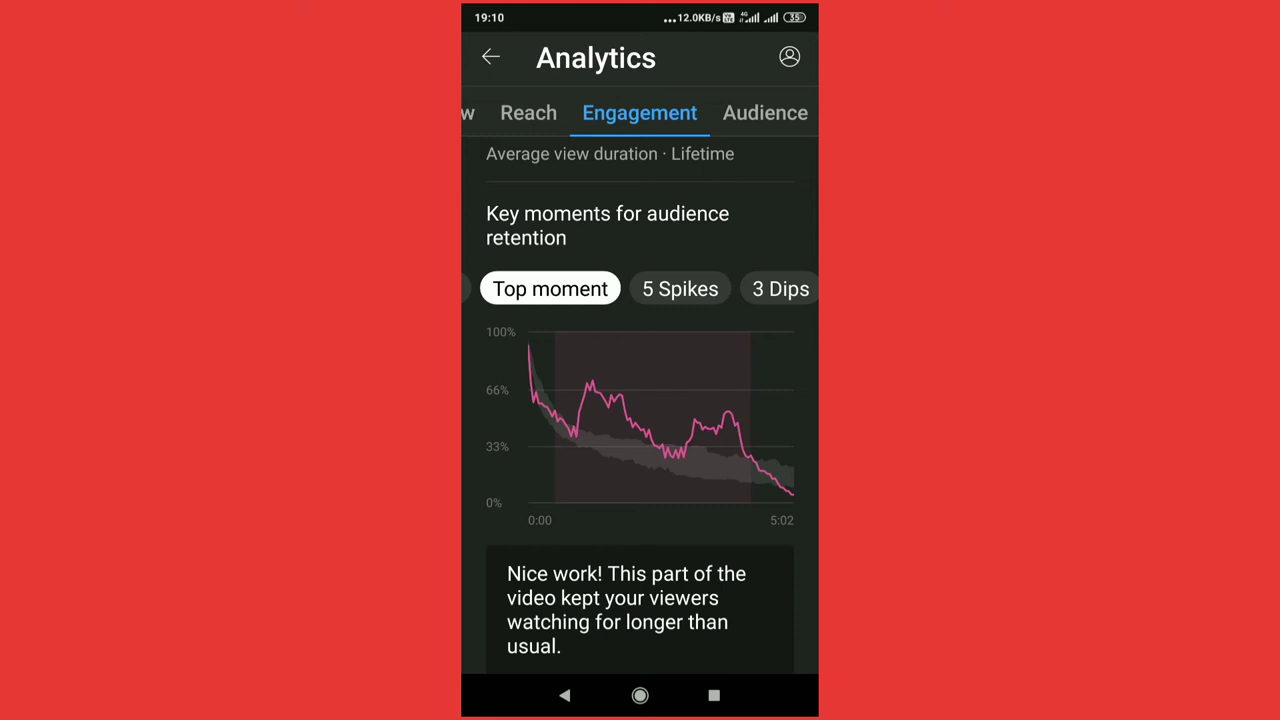 19:10
...12.0KB/s 4G 35
Analytics
w Reach Engagement Audience
Average view duration · Lifetime
Key moments for audience
retention
Top moment 5 Spikes 3 Dips
100%
66%
33%
0%
0:00 5:02
Nice work! This part of the
video kept your viewers
watching for longer than
usual.